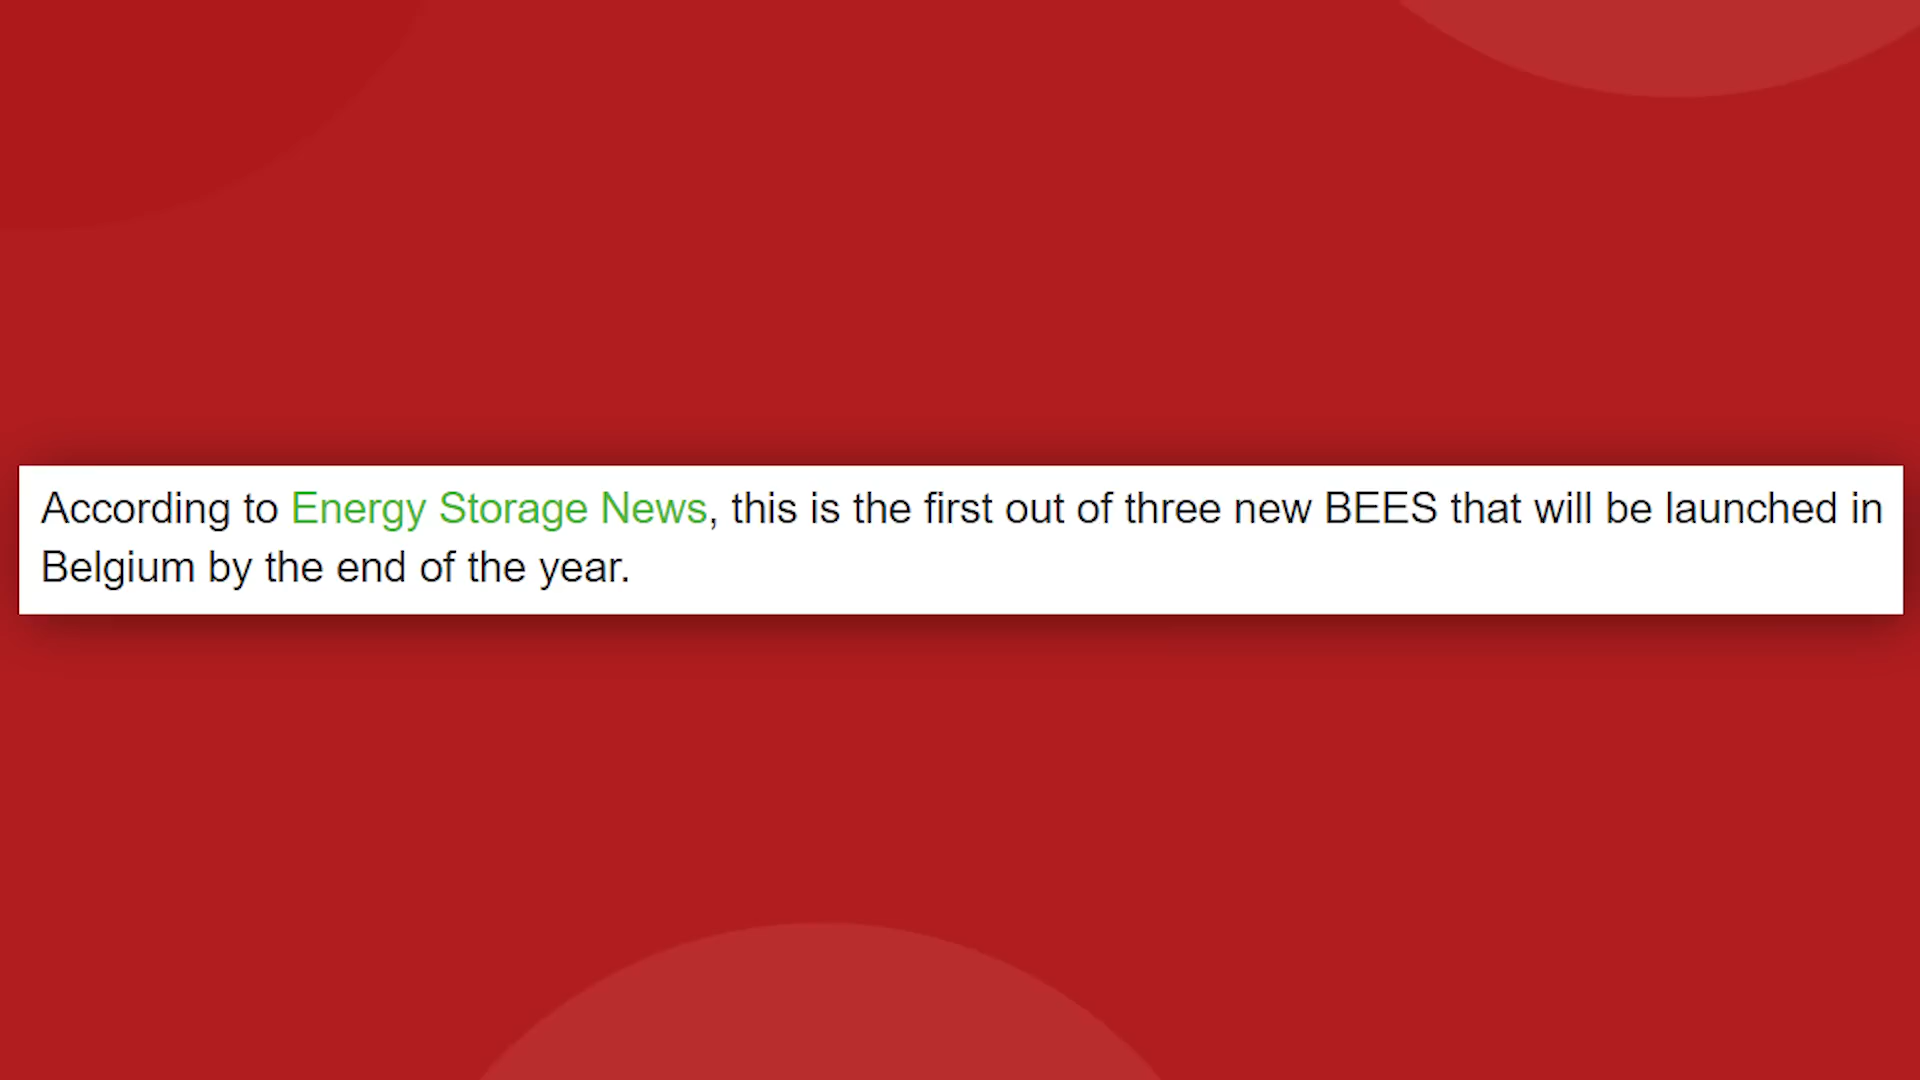 According to Energy Storage News, this is the first out of three new BEES that will be launched in
Belgium by the end of the year.